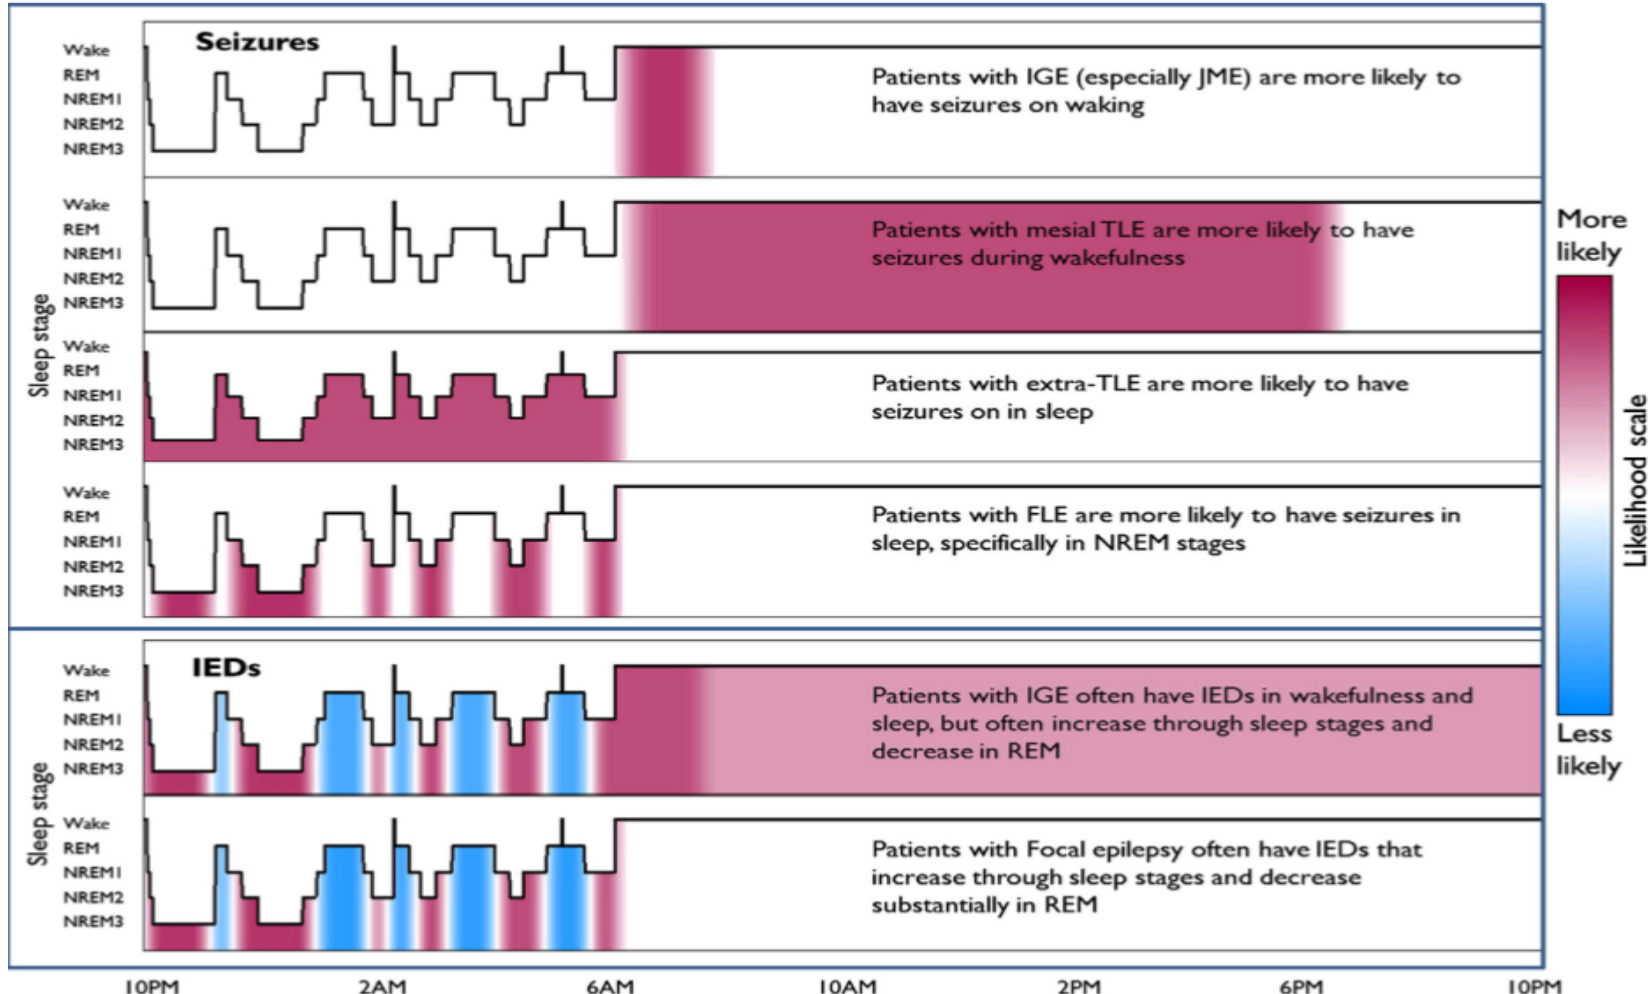 Seizures
Wake
REM
NREM1
NREM2
NREM3
Patients with IGE (especially JME) are more likely to
have seizures on waking
Wake
REM
NREM1
NREM2
NREM3
Patients with mesial TLE are more likely to have
seizures during wakefulness
Sleep stage
Wake
REM
NREM1
NREM2
NREM3
Patients with extra-TLE are more likely to have
seizures on in sleep
Wake
REM
NREM1
NREM2
NREM3
Patients with FLE are more likely to have seizures in
sleep, specifically in NREM stages
IEDs
Wake
REM
NREM1
NREM2
NREM3
Patients with IGE often have IEDs in wakefulness and
sleep, but often increase through sleep stages and
decrease in REM
Sleep stage
Wake
REM
NREM1
NREM2
NREM3
Patients with Focal epilepsy often have IEDs that
increase through sleep stages and decrease
substantially in REM
10PM 2AM 6AM 10AM 2PM 6PM 10PM
More
likely
Likelihood scale
Less
likely